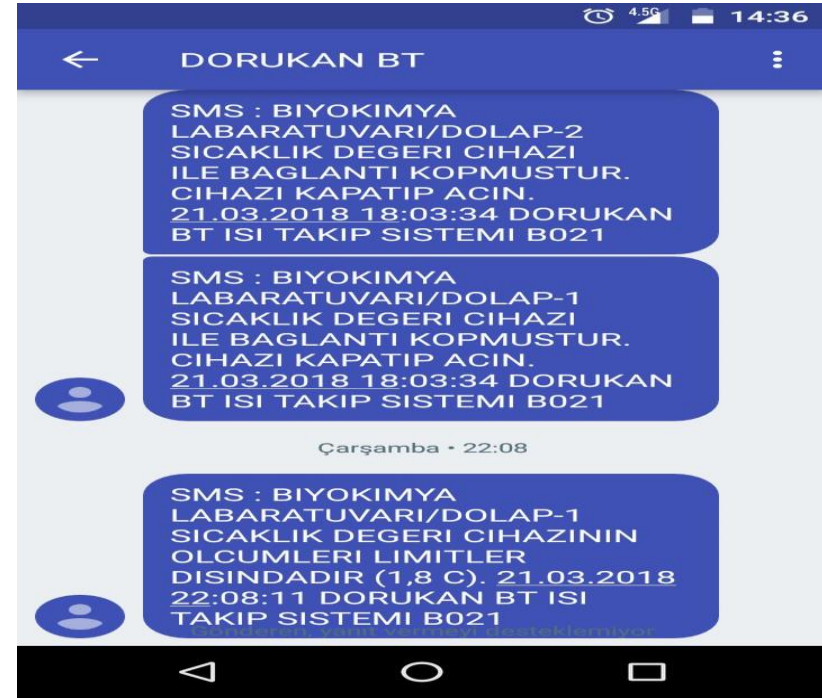 4.5G 14:36
DORUKAN BT
SMS : BIYOKIMYA
LABARATUVARI/DOLAP-2
SICAKLIK DEGERI CIHAZI
ILE BAGLANTI KOPMUSTUR.
CIHAZI KAPATIP ACIN.
21.03.2018 18:03:34 DORUKAN
BT ISI TAKIP SISTEMI B021
SMS : BIYOKIMYA
LABARATUVARI/DOLAP-1
SICAKLIK DEGERI CIHAZI
ILE BAGLANTI KOPMUSTUR.
CIHAZI KAPATIP ACIN.
21.03.2018 18:03:34 DORUKAN
BT ISI TAKIP SISTEMI B021
Çarşamba • 22:08
SMS : BIYOKIMYA
LABARATUVARI/DOLAP-1
SICAKLIK DEGERI CIHAZININ
OLCUMLERI LIMITLER
DISINDADIR (1,8 C). 21.03.2018
22:08:11 DORUKAN BT ISI
TAKIP SISTEMI B021
Gönderen, yanıt vermeyi desteklemiyor